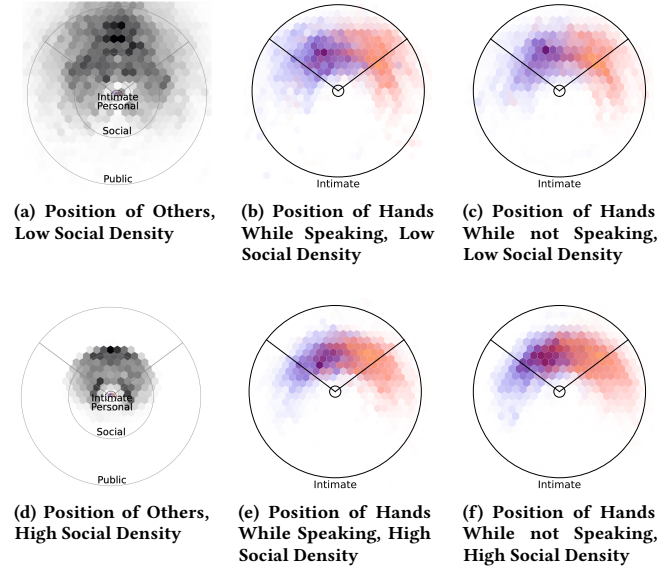 Intimate
Personal
Social
Public
Intimate
Intimate
(a) Position of Others,
Low Social Density
(b) Position of Hands
While Speaking, Low
Social Density
(c) Position of Hands
While not Speaking,
Low Social Density
Intimate
Personal
Social
Public
Intimate
Intimate
(d) Position of Others,
High Social Density
(e) Position of Hands
While Speaking, High
Social Density
(f) Position of Hands
While not Speaking,
High Social Density